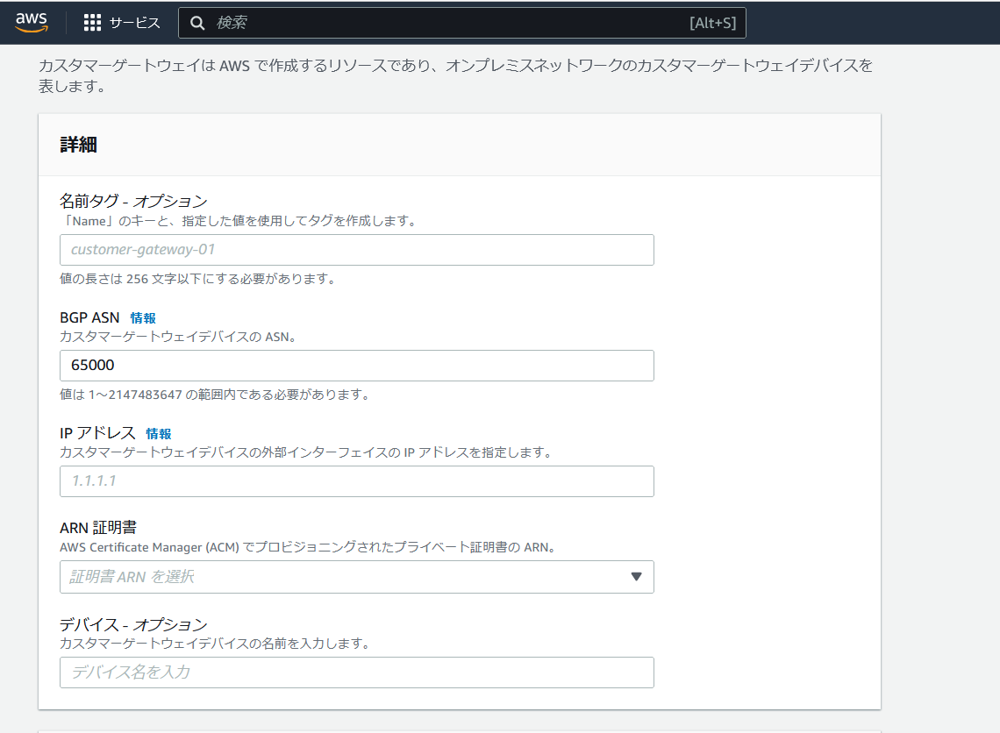 aws サービス 検索 [Alt+S]
カスタマーゲートウェイは AWS で作成するリソースであり、オンプレミスネットワークのカスタマーゲートウェイデバイスを
表します。
詳細
名前タグ - オプション
「Name」のキーと、指定した値を使用してタグを作成します。
customer-gateway-01
値の長さは 256 文字以下にする必要があります。
BGP ASN 情報
カスタマーゲートウェイデバイスの ASN。
65000
値は 1～2147483647 の範囲内である必要があります。
IP アドレス 情報
カスタマーゲートウェイデバイスの外部インターフェイスの IP アドレスを指定します。
1.1.1.1
ARN 証明書
AWS Certificate Manager (ACM) でプロビジョニングされたプライベート証明書の ARN。
証明書 ARN を選択
デバイス - オプション
カスタマーゲートウェイデバイスの名前を入力します。
デバイス名を入力